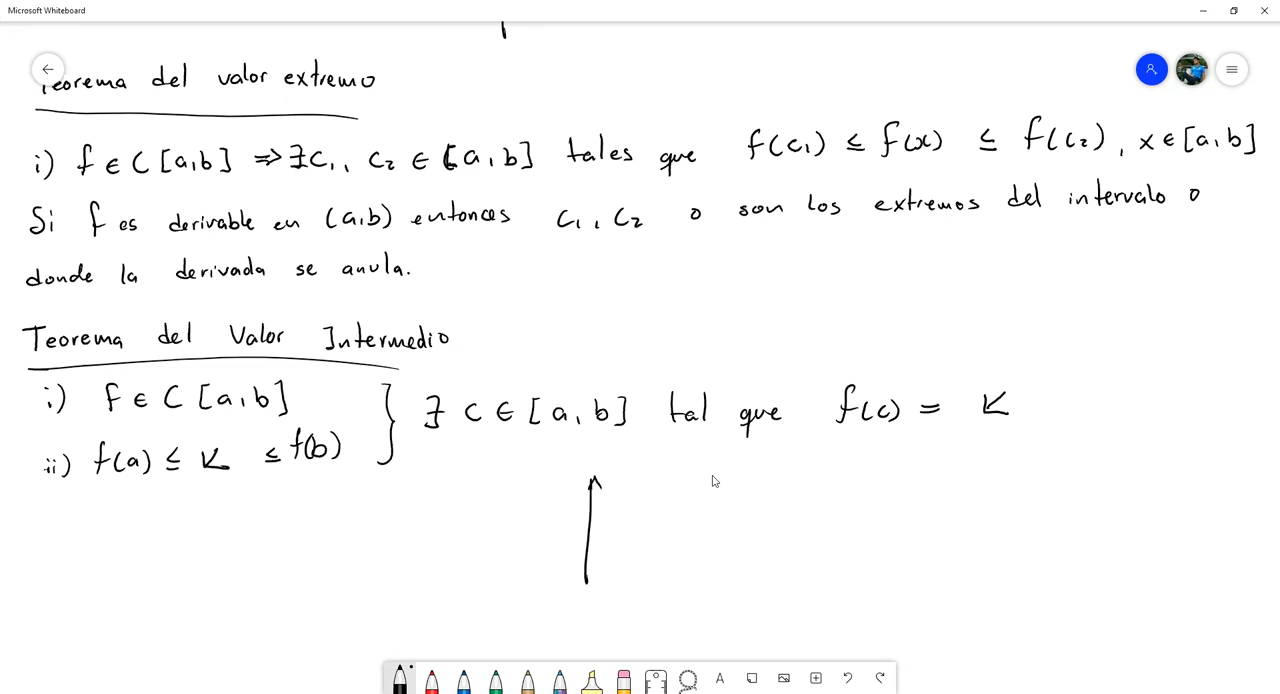 Microsoft Whiteboard
Teorema del valor extremo
i) f ∈ C [a,b] => ∃ c₁, c₂ ∈ [a,b] tales que f(c₁) ≤ f(x) ≤ f(c₂), x ∈ [a,b]
Si f es derivable en (a,b) entonces c₁, c₂ o son los extremos del intervalo o
donde la derivada se anula.
Teorema del Valor Intermedio
i) f ∈ C [a,b]
ii) f(a) ≤ K ≤ f(b) } ∃ c ∈ [a,b] tal que f(c) = K